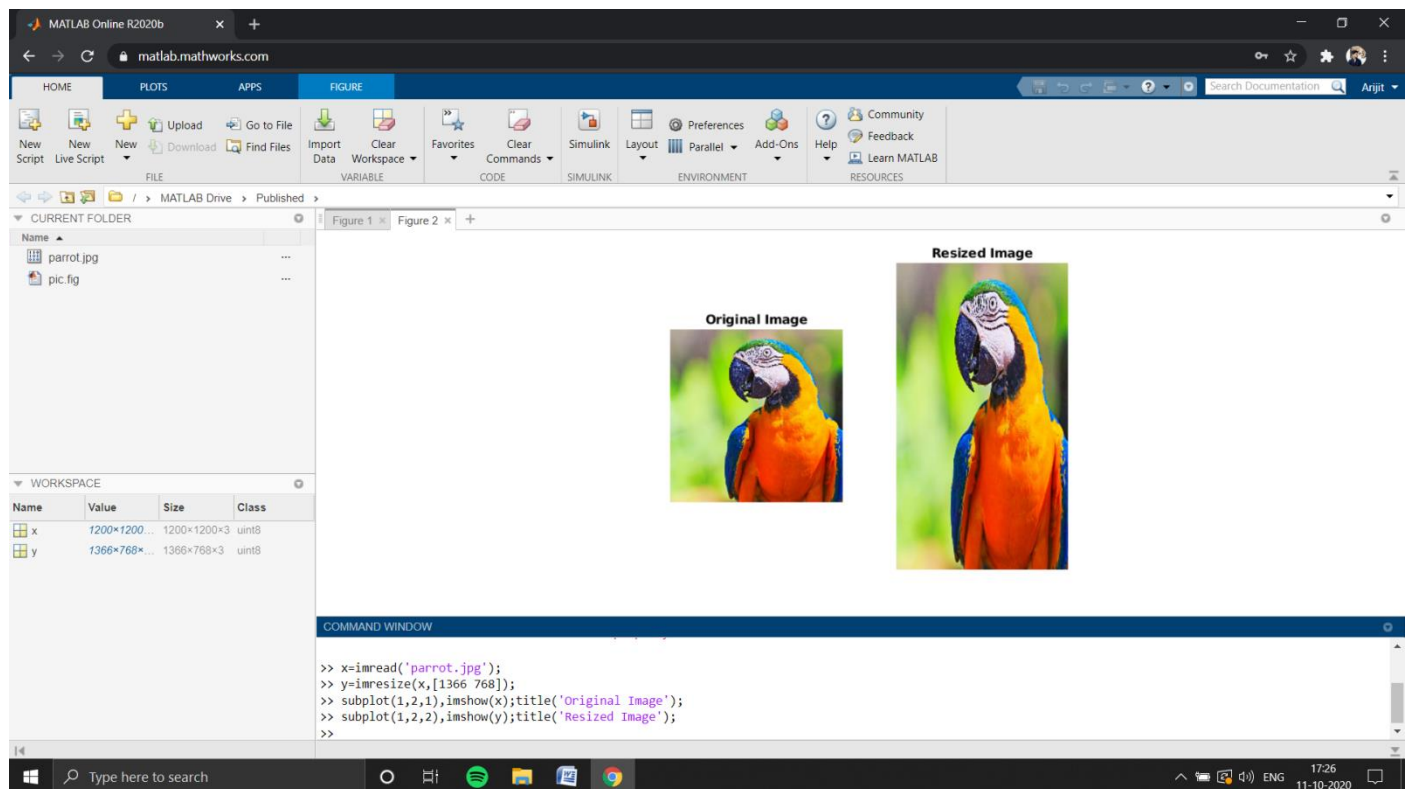 MATLAB Online R2020b
matlab.mathworks.com
HOME PLOTS APPS FIGURE
Search Documentation
Arijit
New Script
New Live Script
New
Upload
Download
Go to File
Find Files
FILE
Import Data
Clear Workspace
VARIABLE
Favorites
Clear Commands
CODE
Simulink
SIMULINK
Layout
Preferences
Parallel
Add-Ons
ENVIRONMENT
Help
Community
Feedback
Learn MATLAB
RESOURCES
/ > MATLAB Drive > Published >
CURRENT FOLDER
Name
parrot.jpg ...
pic.fig ...
WORKSPACE
Name Value Size Class
x 1200×1200... 1200×1200×3 uint8
y 1366×768×... 1366×768×3 uint8
Figure 1 × Figure 2 × +
Original Image
Resized Image
COMMAND WINDOW
>> x=imread('parrot.jpg');
>> y=imresize(x,[1366 768]);
>> subplot(1,2,1),imshow(x);title('Original Image');
>> subplot(1,2,2),imshow(y);title('Resized Image');
>>
Type here to search
ENG
17:26
11-10-2020